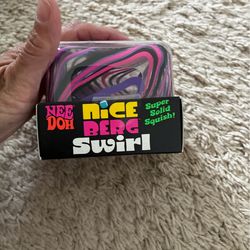 NEE
DOH
NICE
BERG
Swirl
Super
Solid
Squish!